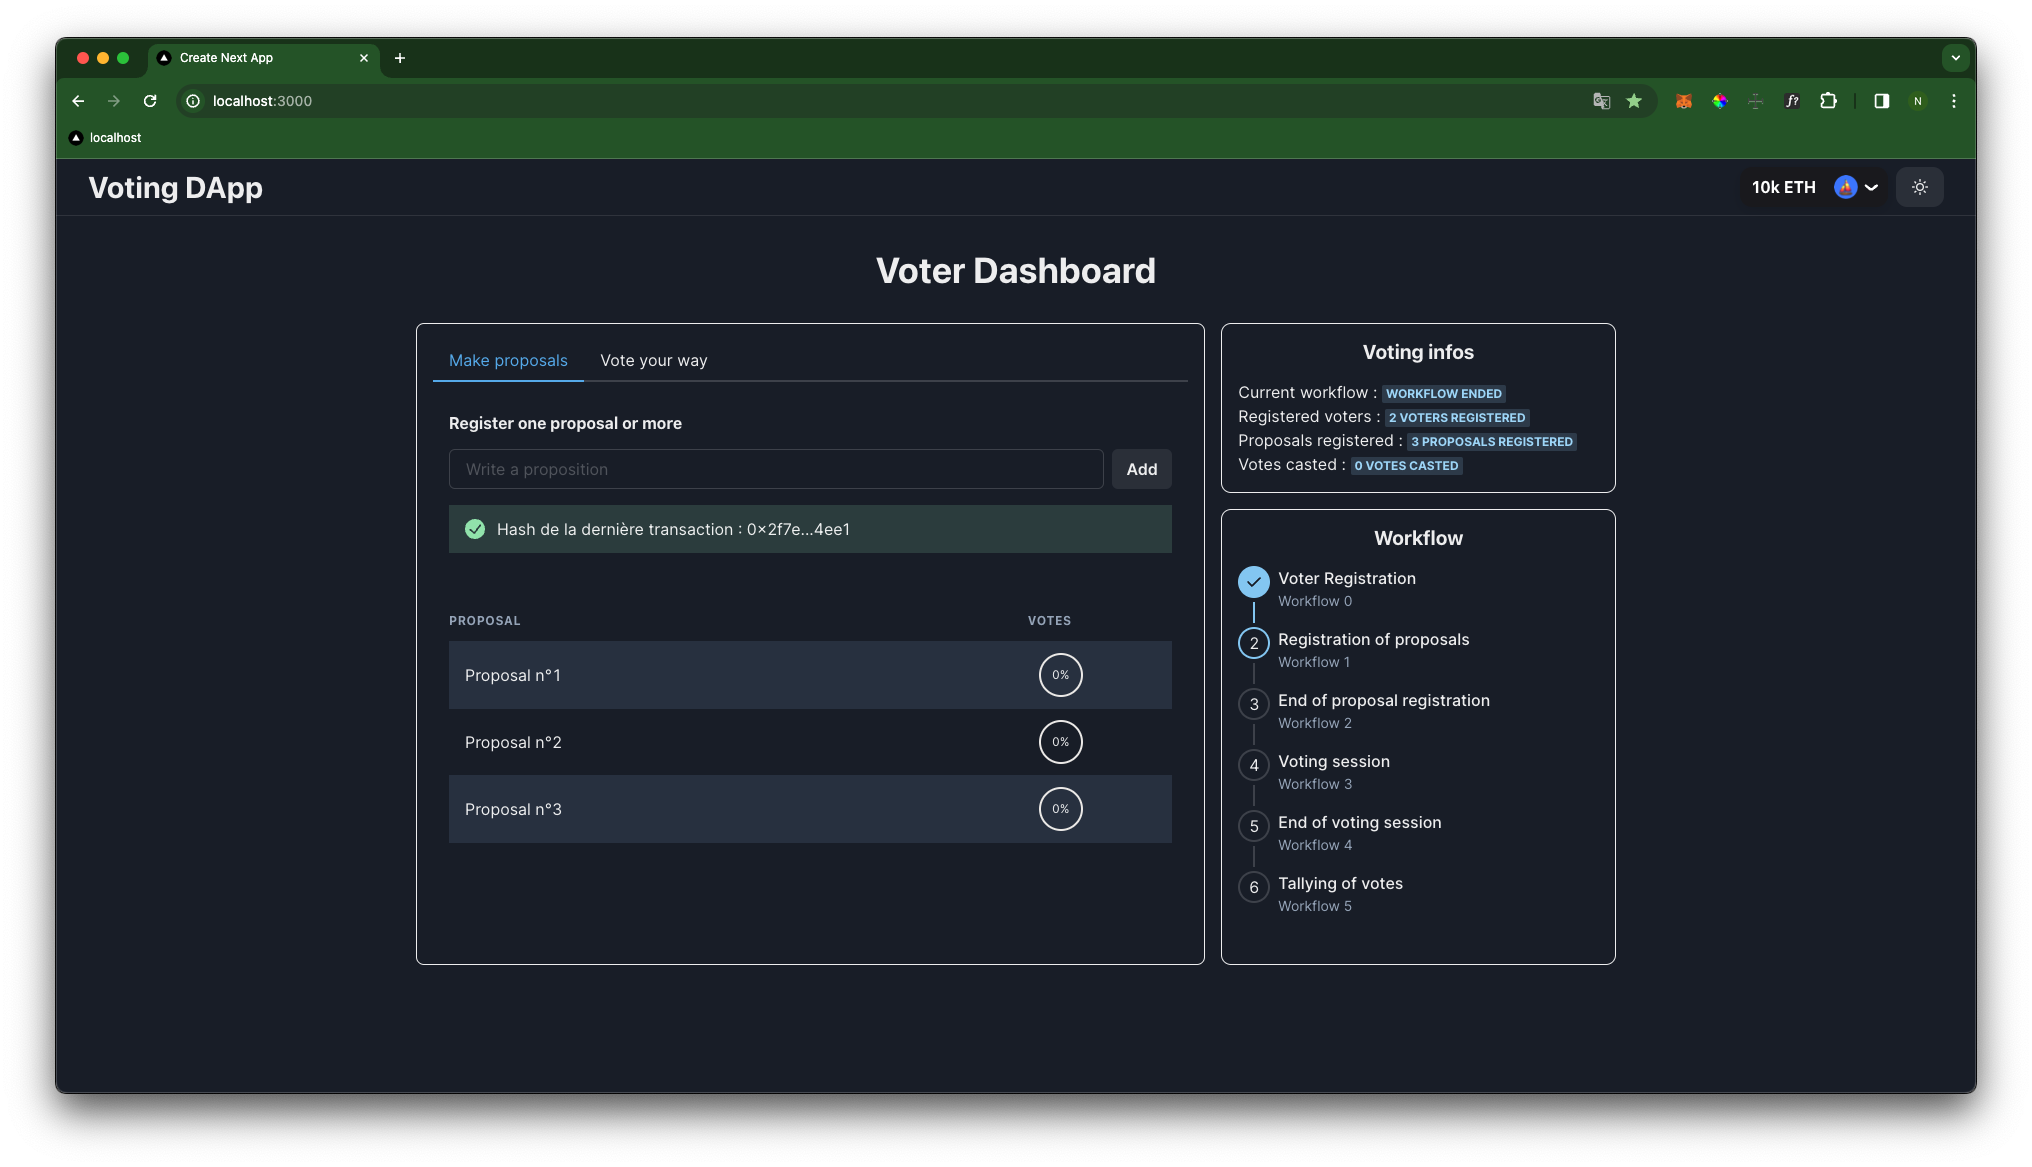 Create Next App
localhost:3000
N
localhost
Voting DApp
10k ETH
Voter Dashboard
Make proposals
Vote your way
Register one proposal or more
Write a proposition
Add
Hash de la dernière transaction : 0x2f7e...4ee1
PROPOSAL
VOTES
Proposal n°1
0%
Proposal n°2
0%
Proposal n°3
0%
Voting infos
Current workflow : WORKFLOW ENDED
Registered voters : 2 VOTERS REGISTERED
Proposals registered : 3 PROPOSALS REGISTERED
Votes casted : 0 VOTES CASTED
Workflow
Voter Registration
Workflow 0
2
Registration of proposals
Workflow 1
3
End of proposal registration
Workflow 2
4
Voting session
Workflow 3
5
End of voting session
Workflow 4
6
Tallying of votes
Workflow 5